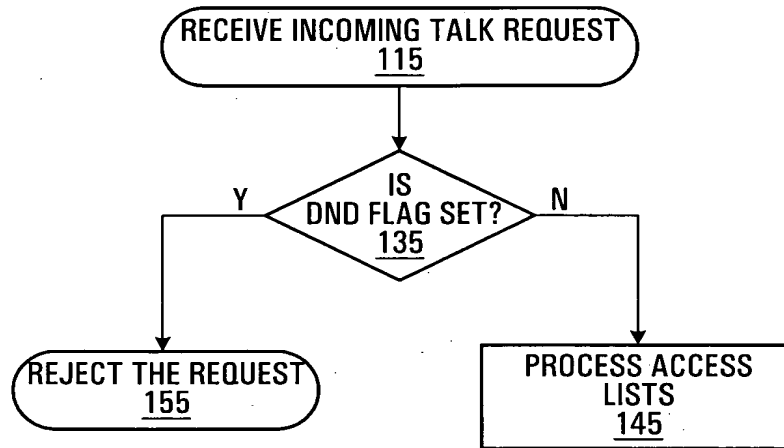 RECEIVE INCOMING TALK REQUEST
115
IS
DND FLAG SET?
135
Y
N
REJECT THE REQUEST
155
PROCESS ACCESS
LISTS
145